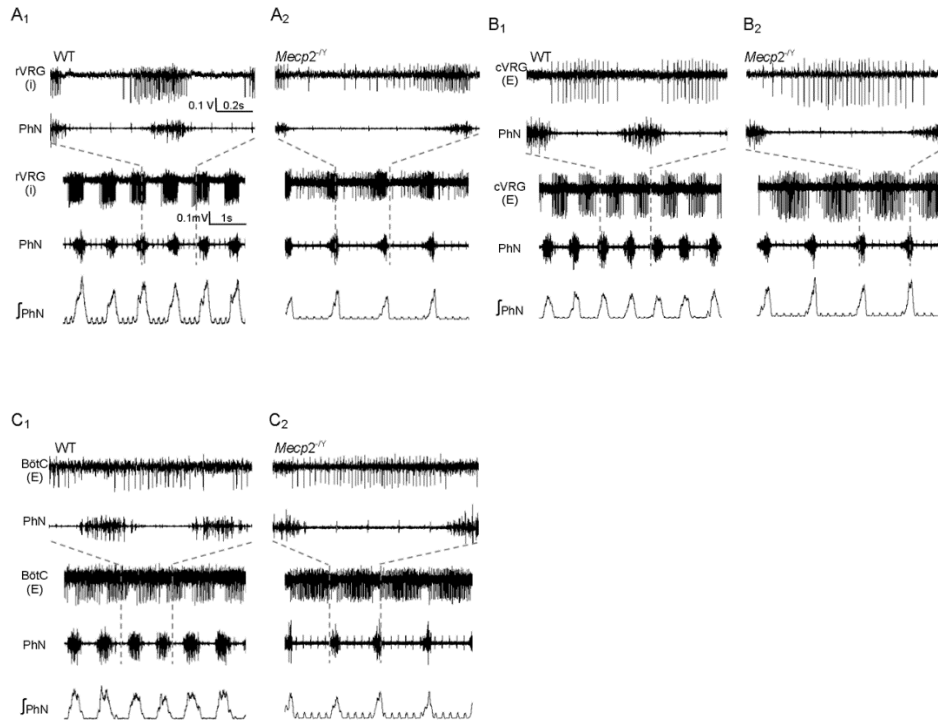 A1
A2
B1
B2
WT
Mecp2-/Y
WT
Mecp2-/Y
rVRG
(i)
cVRG
(E)
0.1 V 0.2s
PhN
PhN
rVRG
(i)
cVRG
(E)
0.1mV 1s
PhN
PhN
∫PhN
∫PhN
C1
C2
WT
Mecp2-/Y
BötC
(E)
PhN
BötC
(E)
PhN
∫PhN